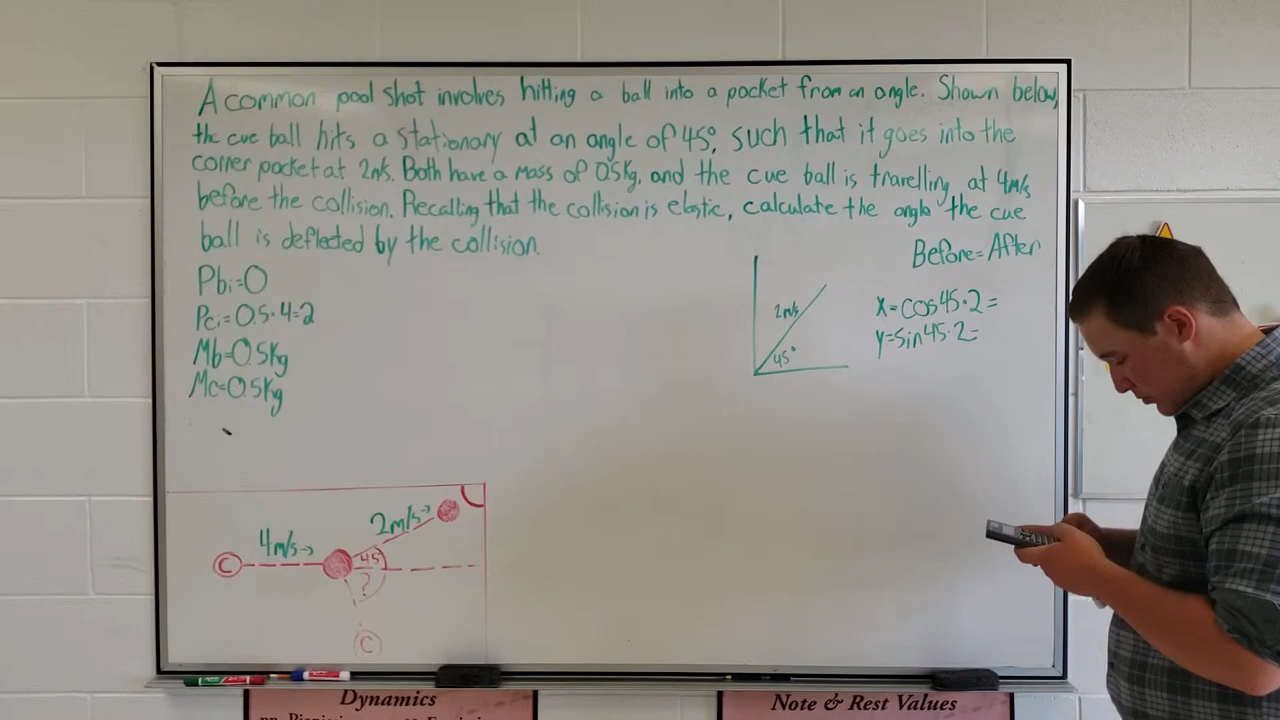 A common pool shot involves hitting a ball into a pocket from an angle. Shown below,
the cue ball hits a stationary at an angle of 45°, such that it goes into the
corner pocket at 2m/s. Both have a mass of 0.5Kg, and the cue ball is travelling at 4m/s
before the collision. Recalling that the collision is elastic, calculate the angle the cue
ball is deflected by the collision.
Before=After
Pbi=0
Pci=0.5·4=2
Mb=0.5Kg
Mc=0.5Kg
2m/s
45°
x=cos45·2=
y=sin45·2=
4m/s→
2m/s→
C
45
?
C
Dynamics
Note & Rest Values